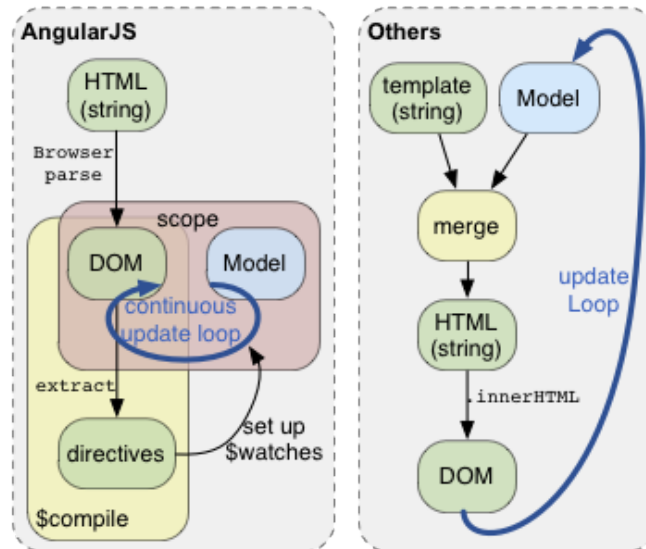 AngularJS
HTML
(string)
Browser
parse
scope
DOM
Model
continuous
update loop
extract
directives
set up
$watches
$compile
Others
template
(string)
Model
merge
update
Loop
HTML
(string)
.innerHTML
DOM